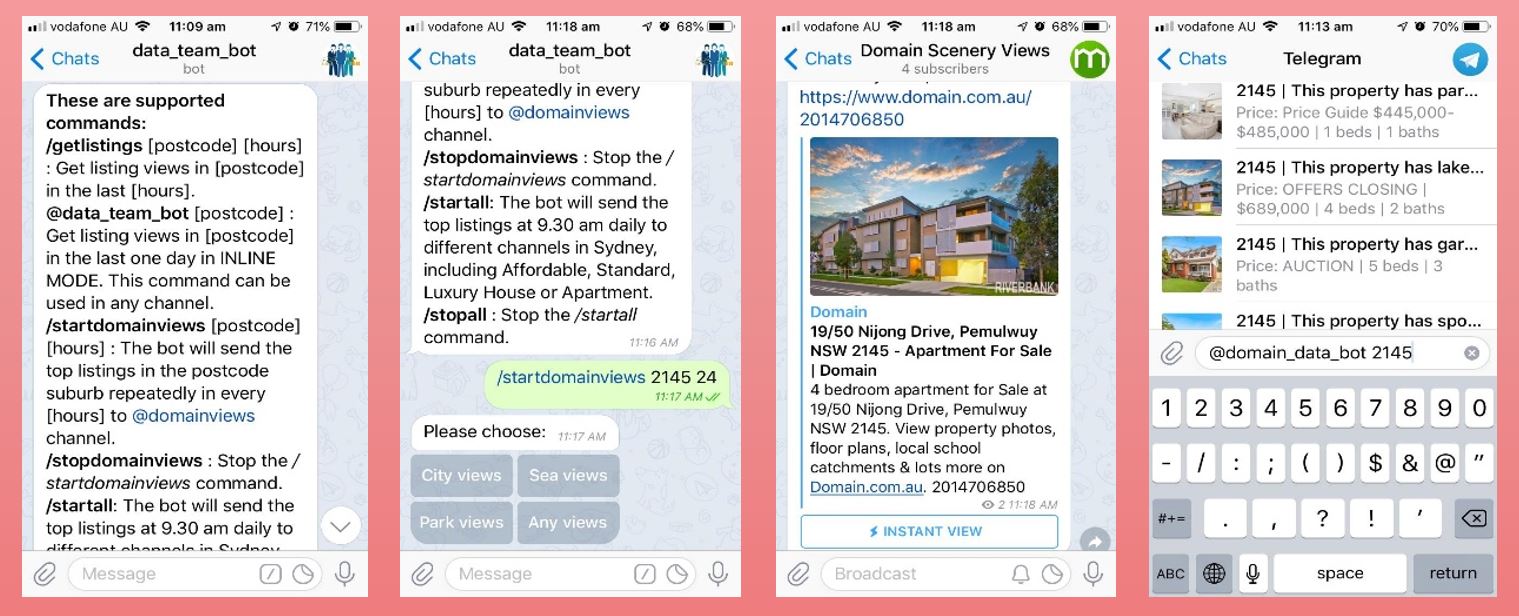 vodafone AU 11:09 am 71%
Chats data_team_bot
bot
These are supported
commands:
/getlistings [postcode] [hours]
: Get listing views in [postcode]
in the last [hours].
@data_team_bot [postcode] :
Get listing views in [postcode]
in the last one day in INLINE
MODE. This command can be
used in any channel.
/startdomainviews [postcode]
[hours] : The bot will send the
top listings in the postcode
suburb repeatedly in every
[hours] to @domainviews
channel.
/stopdomainviews : Stop the /
startdomainviews command.
/startall: The bot will send the
top listings at 9.30 am daily to
different channels in Sydney,
Message
vodafone AU 11:18 am 68%
Chats data_team_bot
bot
suburb repeatedly in every
[hours] to @domainviews
channel.
/stopdomainviews : Stop the /
startdomainviews command.
/startall: The bot will send the
top listings at 9.30 am daily to
different channels in Sydney,
including Affordable, Standard,
Luxury House or Apartment.
/stopall : Stop the /startall
command.
11:16 AM
/startdomainviews 2145 24
11:17 AM
Please choose: 11:17 AM
City views Sea views
Park views Any views
Message
vodafone AU 11:18 am 68%
Chats Domain Scenery Views
4 subscribers
m
https://www.domain.com.au/
2014706850
RIVERBANK
Domain
19/50 Nijong Drive, Pemulwuy
NSW 2145 - Apartment For Sale
| Domain
4 bedroom apartment for Sale at
19/50 Nijong Drive, Pemulwuy
NSW 2145. View property photos,
floor plans, local school
catchments & lots more on
Domain.com.au. 2014706850
2 11:18 AM
INSTANT VIEW
Broadcast
vodafone AU 11:13 am 70%
Chats Telegram
2145 | This property has par...
Price: Price Guide $445,000-
$485,000 | 1 beds | 1 baths
2145 | This property has lake...
Price: OFFERS CLOSING |
$689,000 | 4 beds | 2 baths
2145 | This property has gar...
Price: AUCTION | 5 beds | 3
baths
2145 | This property has spo...
@domain_data_bot 2145
1 2 3 4 5 6 7 8 9 0
- / : ; ( ) $ & @ "
#+= . , ? ! '
ABC space return